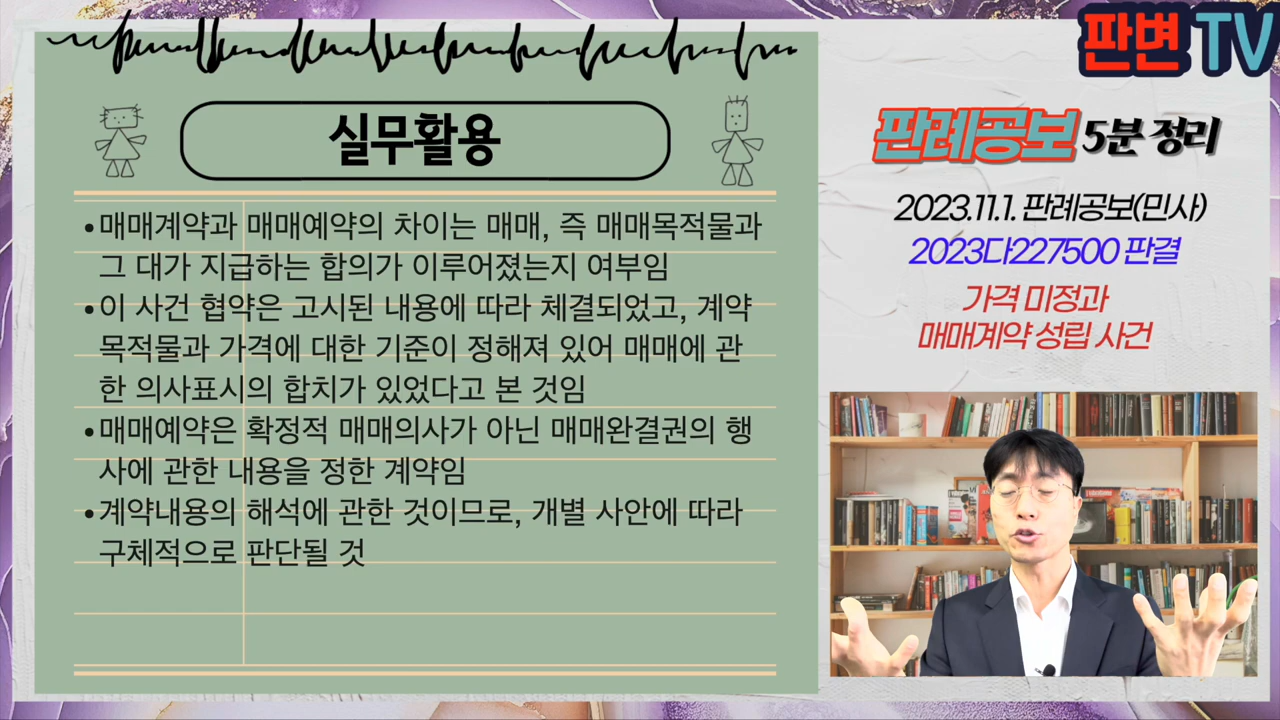 판변 TV
실무활용
•매매계약과 매매예약의 차이는 매매, 즉 매매목적물과
그 대가 지급하는 합의가 이루어졌는지 여부임
•이 사건 협약은 고시된 내용에 따라 체결되었고, 계약
목적물과 가격에 대한 기준이 정해져 있어 매매에 관
한 의사표시의 합치가 있었다고 본 것임
•매매예약은 확정적 매매의사가 아닌 매매완결권의 행
사에 관한 내용을 정한 계약임
•계약내용의 해석에 관한 것이므로, 개별 사안에 따라
구체적으로 판단될 것
판례공보 5분 정리
2023.11.1. 판례공보(민사)
2023다227500 판결
가격 미정과
매매계약 성립 사건